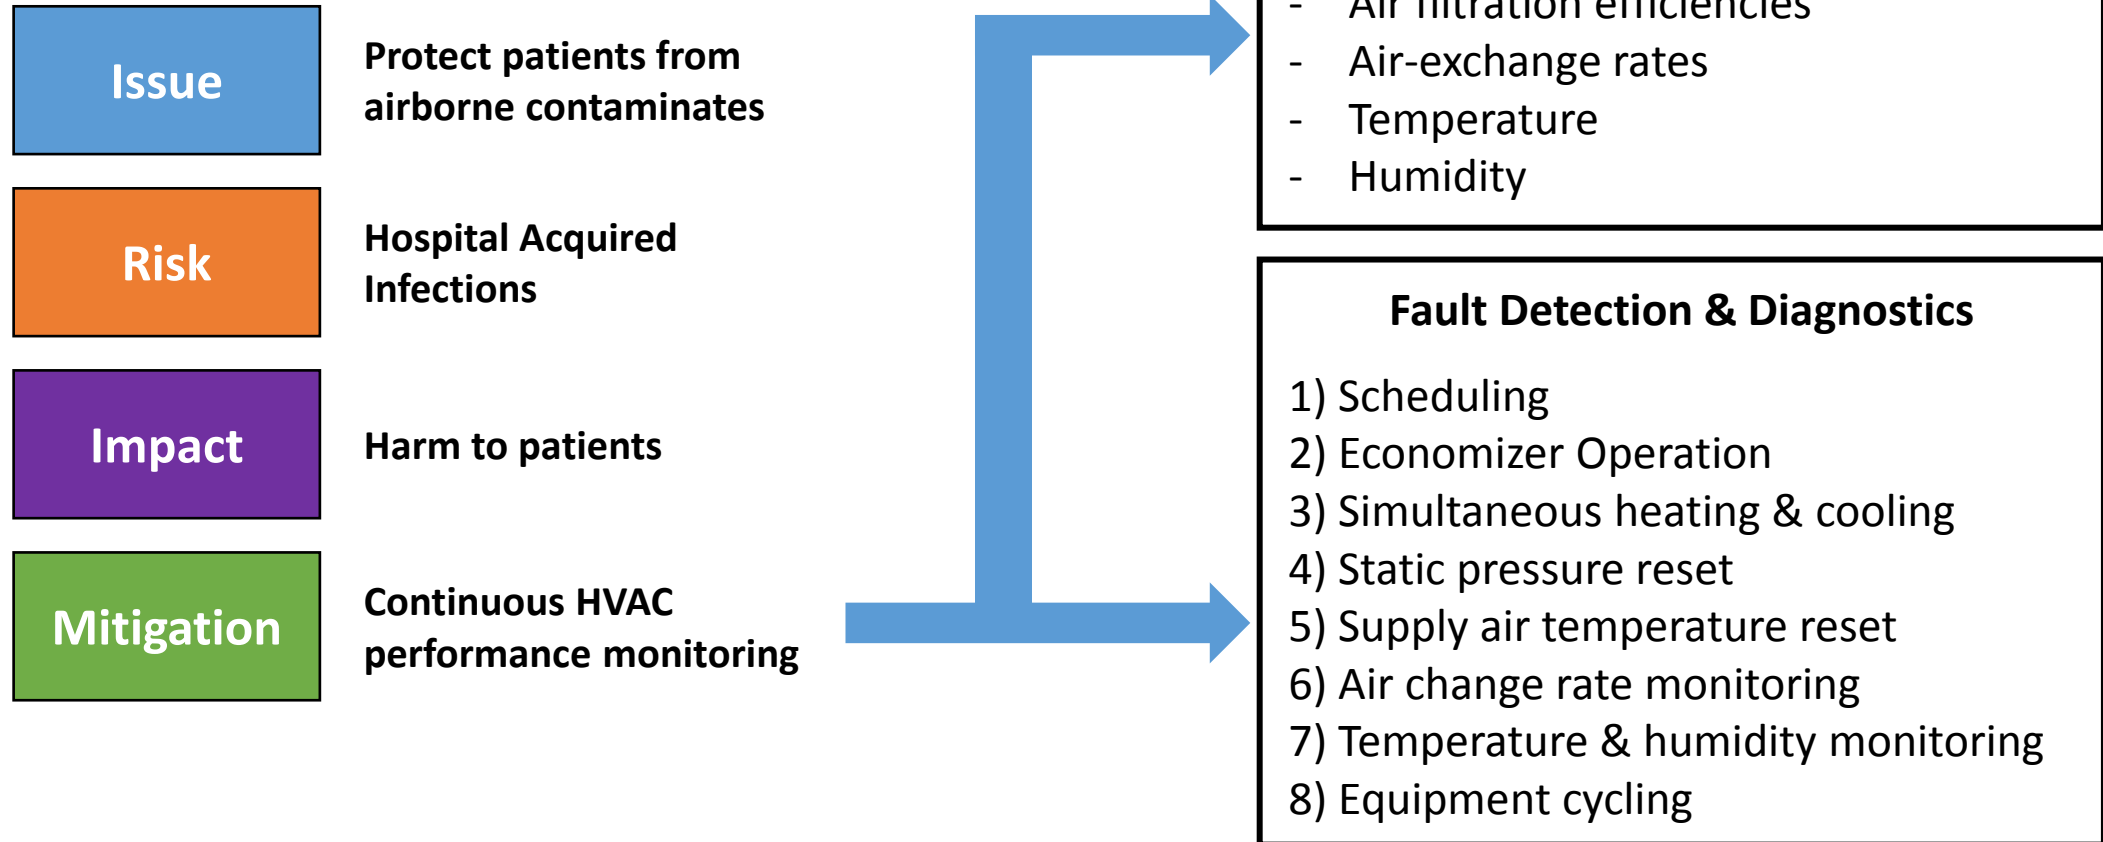 Issue
Protect patients from
airborne contaminates
Risk
Hospital Acquired
Infections
Impact
Harm to patients
Mitigation
Continuous HVAC
performance monitoring
- Air filtration efficiencies
- Air-exchange rates
- Temperature
- Humidity
Fault Detection & Diagnostics
1) Scheduling
2) Economizer Operation
3) Simultaneous heating & cooling
4) Static pressure reset
5) Supply air temperature reset
6) Air change rate monitoring
7) Temperature & humidity monitoring
8) Equipment cycling